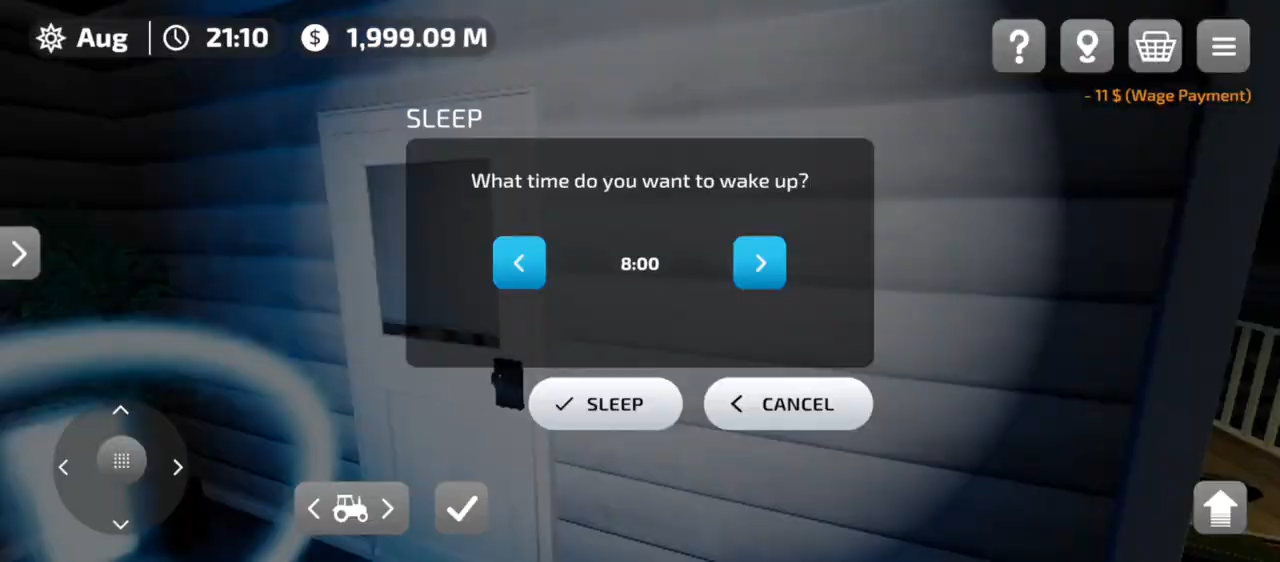 Aug 21:10 $ 1,999.09 M ?
- 11 $ (Wage Payment)
SLEEP
What time do you want to wake up?
8:00
SLEEP CANCEL